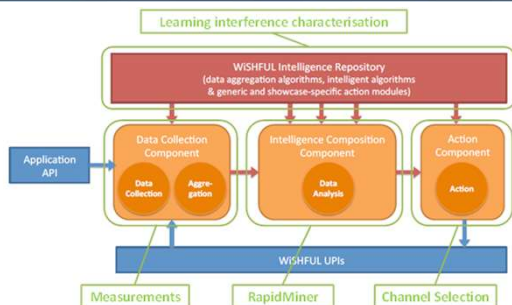 Learning interference characterisation
WiSHFUL Intelligence Repository
(data aggregation algorithms, intelligent algorithms
& generic and showcase-specific action modules)
Data Collection
Component
Intelligence Composition
Component
Action
Component
Application
API
Data
Collection
Aggre-
gation
Data
Analysis
Action
WiSHFUL UPIs
Measurements
RapidMiner
Channel Selection